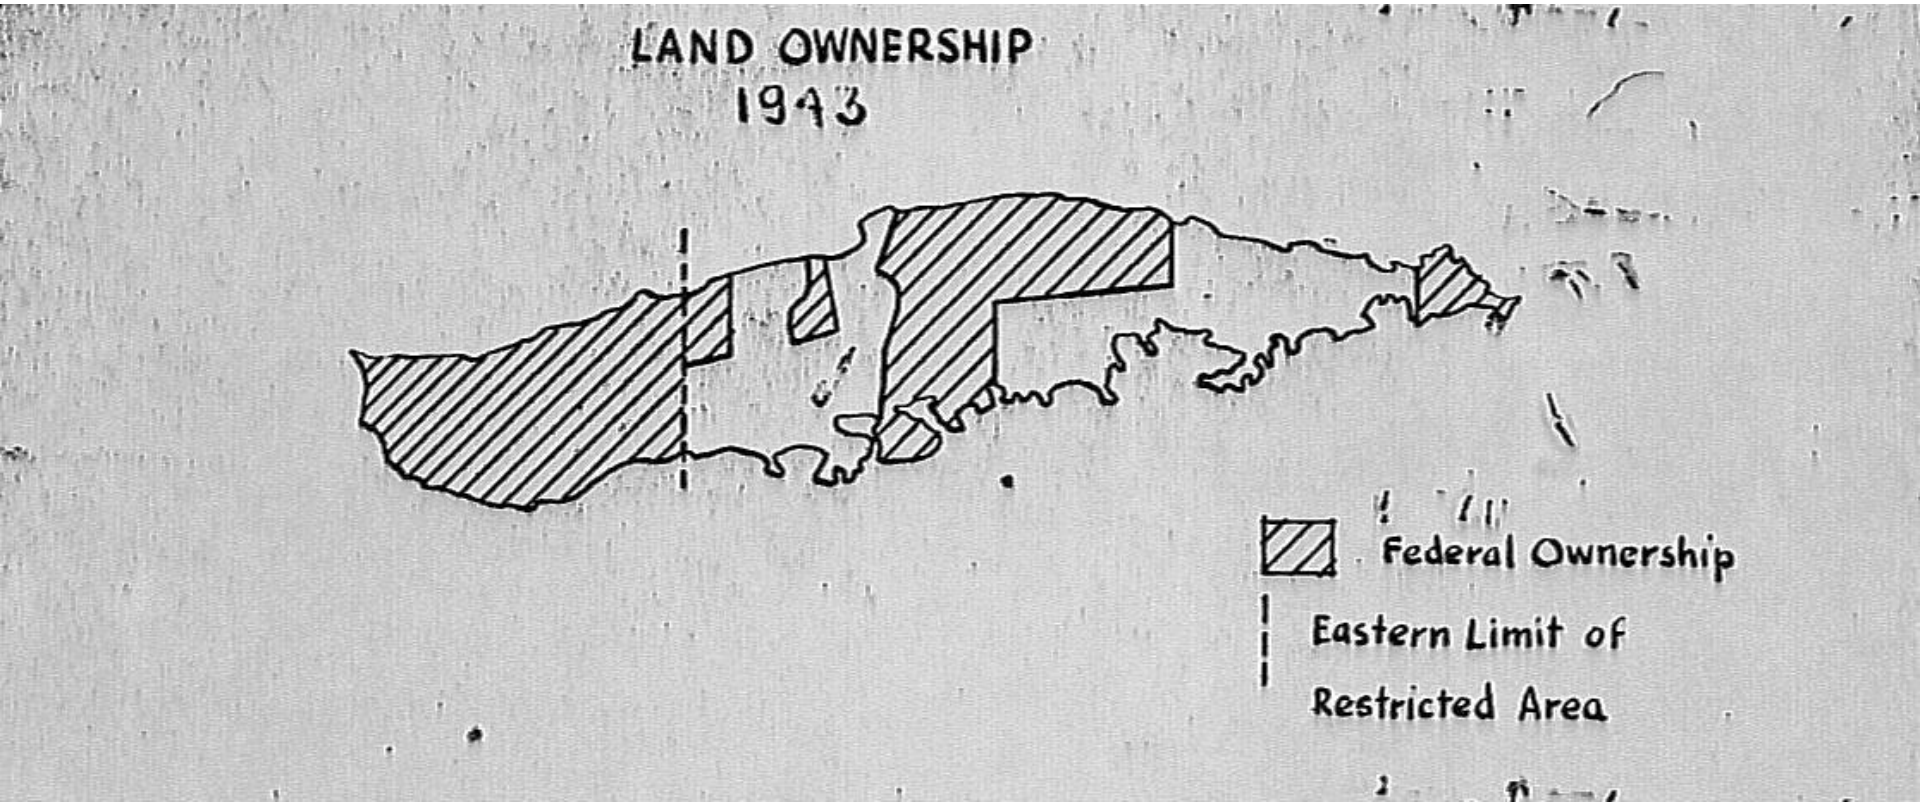 LAND OWNERSHIP
1943
Federal Ownership
Eastern Limit of
Restricted Area